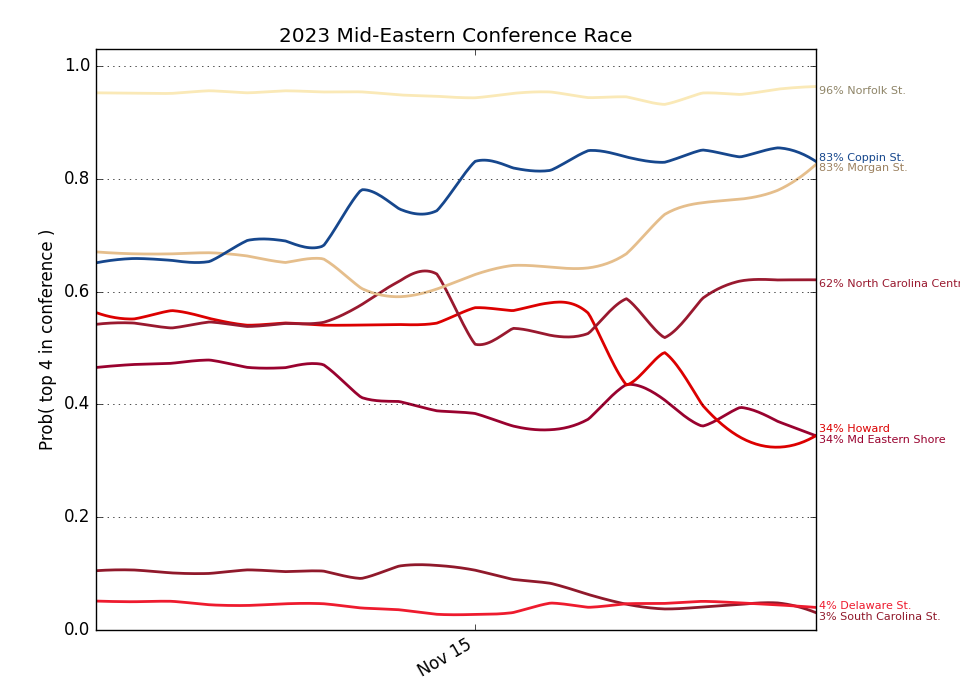 2023 Mid-Eastern Conference Race
Prob( top 4 in conference )
1.0
0.8
0.6
0.4
0.2
0.0
Nov 15
96% Norfolk St.
83% Coppin St.
83% Morgan St.
62% North Carolina Centr
34% Howard
34% Md Eastern Shore
4% Delaware St.
3% South Carolina St.